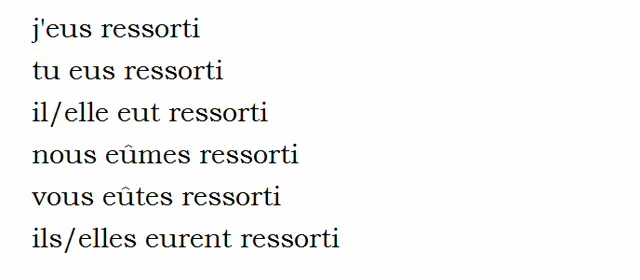 j'eus ressorti
tu eus ressorti
il/elle eut ressorti
nous eûmes ressorti
vous eûtes ressorti
ils/elles eurent ressorti